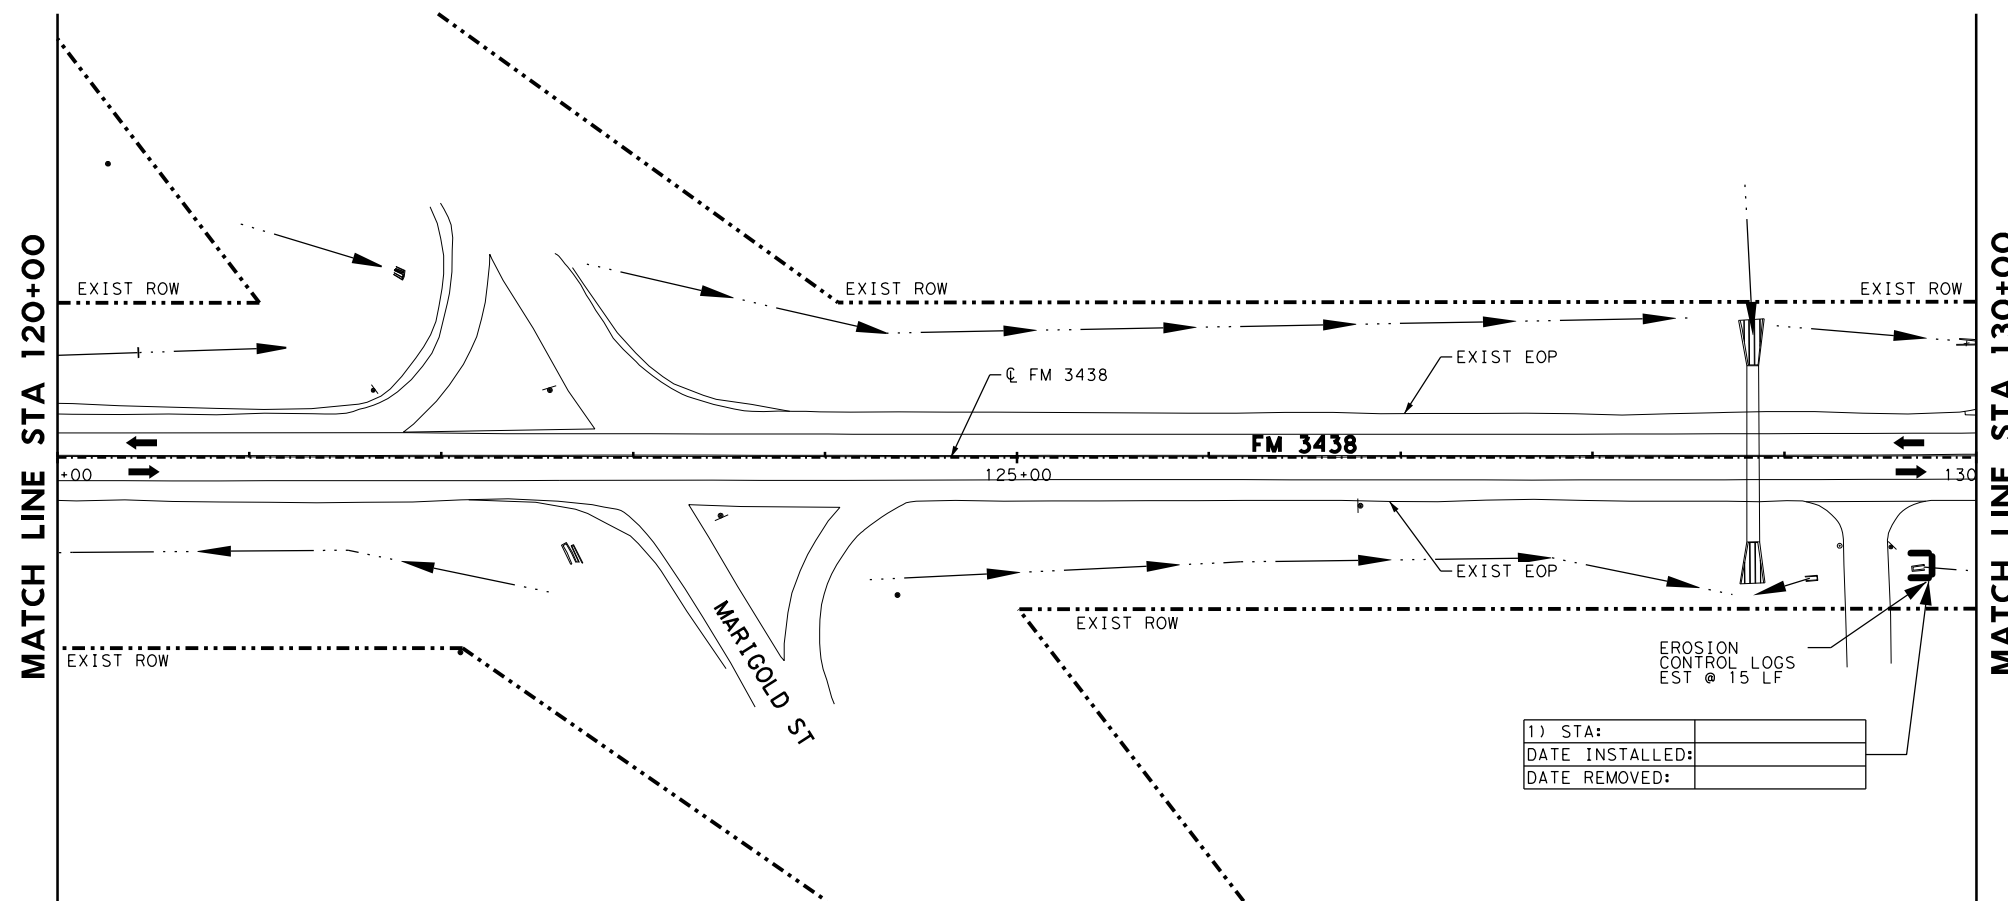 MATCH LINE STA 120+00
EXIST ROW
EXIST ROW
EXIST ROW
EXIST EOP
℄ FM 3438
FM 3438
+00
125+00
130
EXIST EOP
EXIST ROW
EXIST ROW
MARIGOLD ST
EROSION
CONTROL LOGS
EST @ 15 LF
1) STA:
DATE INSTALLED:
DATE REMOVED:
MATCH LINE STA 130+00